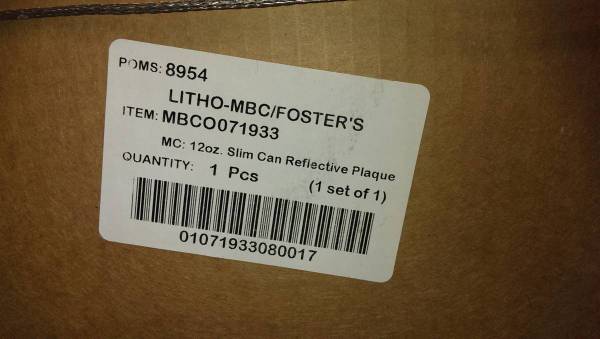 POMS: 8954
LITHO-MBC/FOSTER'S
ITEM: MBCO071933
MC: 12oz. Slim Can Reflective Plaque
QUANTITY: 1 Pcs (1 set of 1)
01071933080017